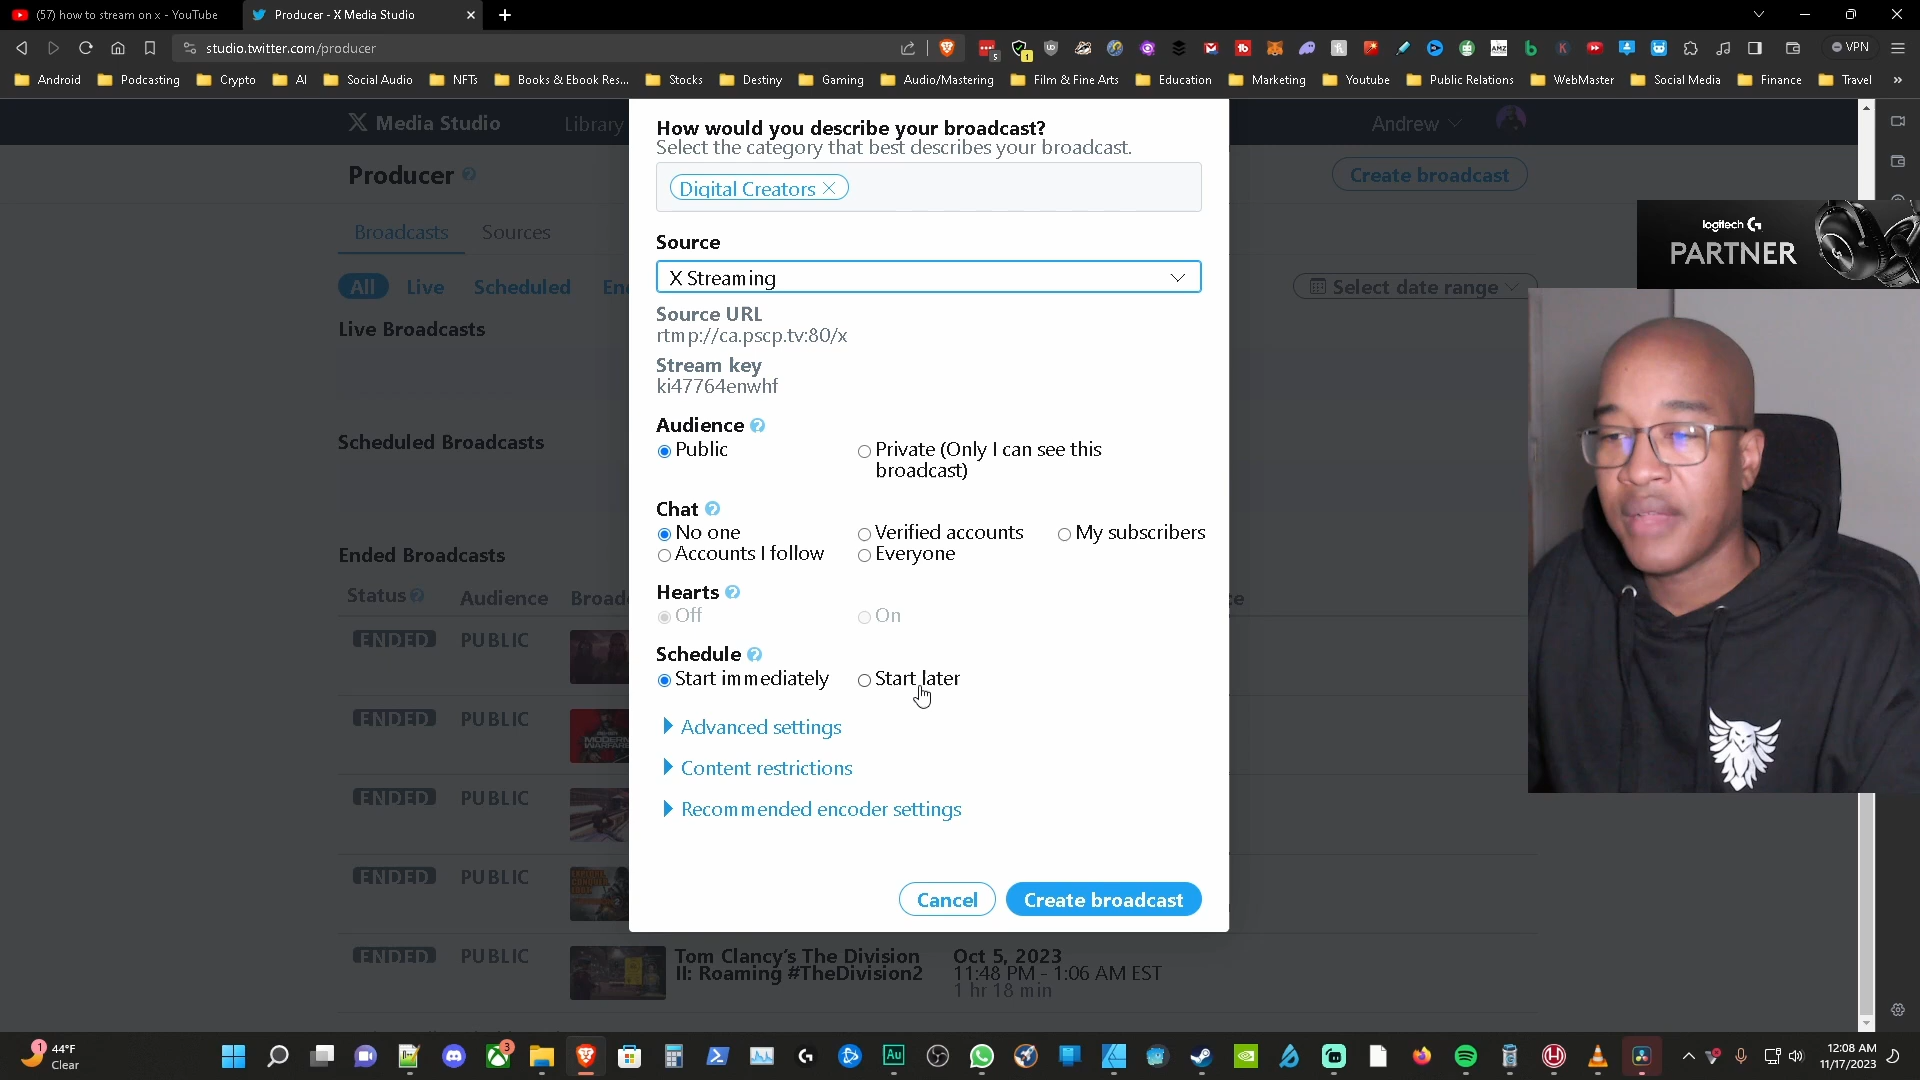 (57) how to stream on x - YouTube
Producer - X Media Studio
studio.twitter.com/producer
VPN
Android
Podcasting
Crypto
AI
Social Audio
NFTs
Books & Ebook Res...
Stocks
Destiny
Gaming
Audio/Mastering
Film & Fine Arts
Education
Marketing
Youtube
Public Relations
WebMaster
Social Media
Finance
Travel
X Media Studio
Library
Andrew
Producer
Create broadcast
Broadcasts
Sources
All
Live
Scheduled
Select date range
Live Broadcasts
Scheduled Broadcasts
Ended Broadcasts
Status
Audience
ENDED
PUBLIC
ENDED
PUBLIC
ENDED
PUBLIC
ENDED
PUBLIC
ENDED
PUBLIC
Tom Clancy's The Division
II: Roaming #TheDivision2
Oct 5, 2023
11:48 PM - 1:06 AM EST
1 hr 18 min
How would you describe your broadcast?
Select the category that best describes your broadcast.
Digital Creators
Source
X Streaming
Source URL
rtmp://ca.pscp.tv:80/x
Stream key
ki47764enwhf
Audience
Public
Private (Only I can see this
broadcast)
Chat
No one
Verified accounts
My subscribers
Accounts I follow
Everyone
Hearts
Off
On
Schedule
Start immediately
Start later
Advanced settings
Content restrictions
Recommended encoder settings
Cancel
Create broadcast
logitech G
PARTNER
44°F
Clear
12:08 AM
11/17/2023